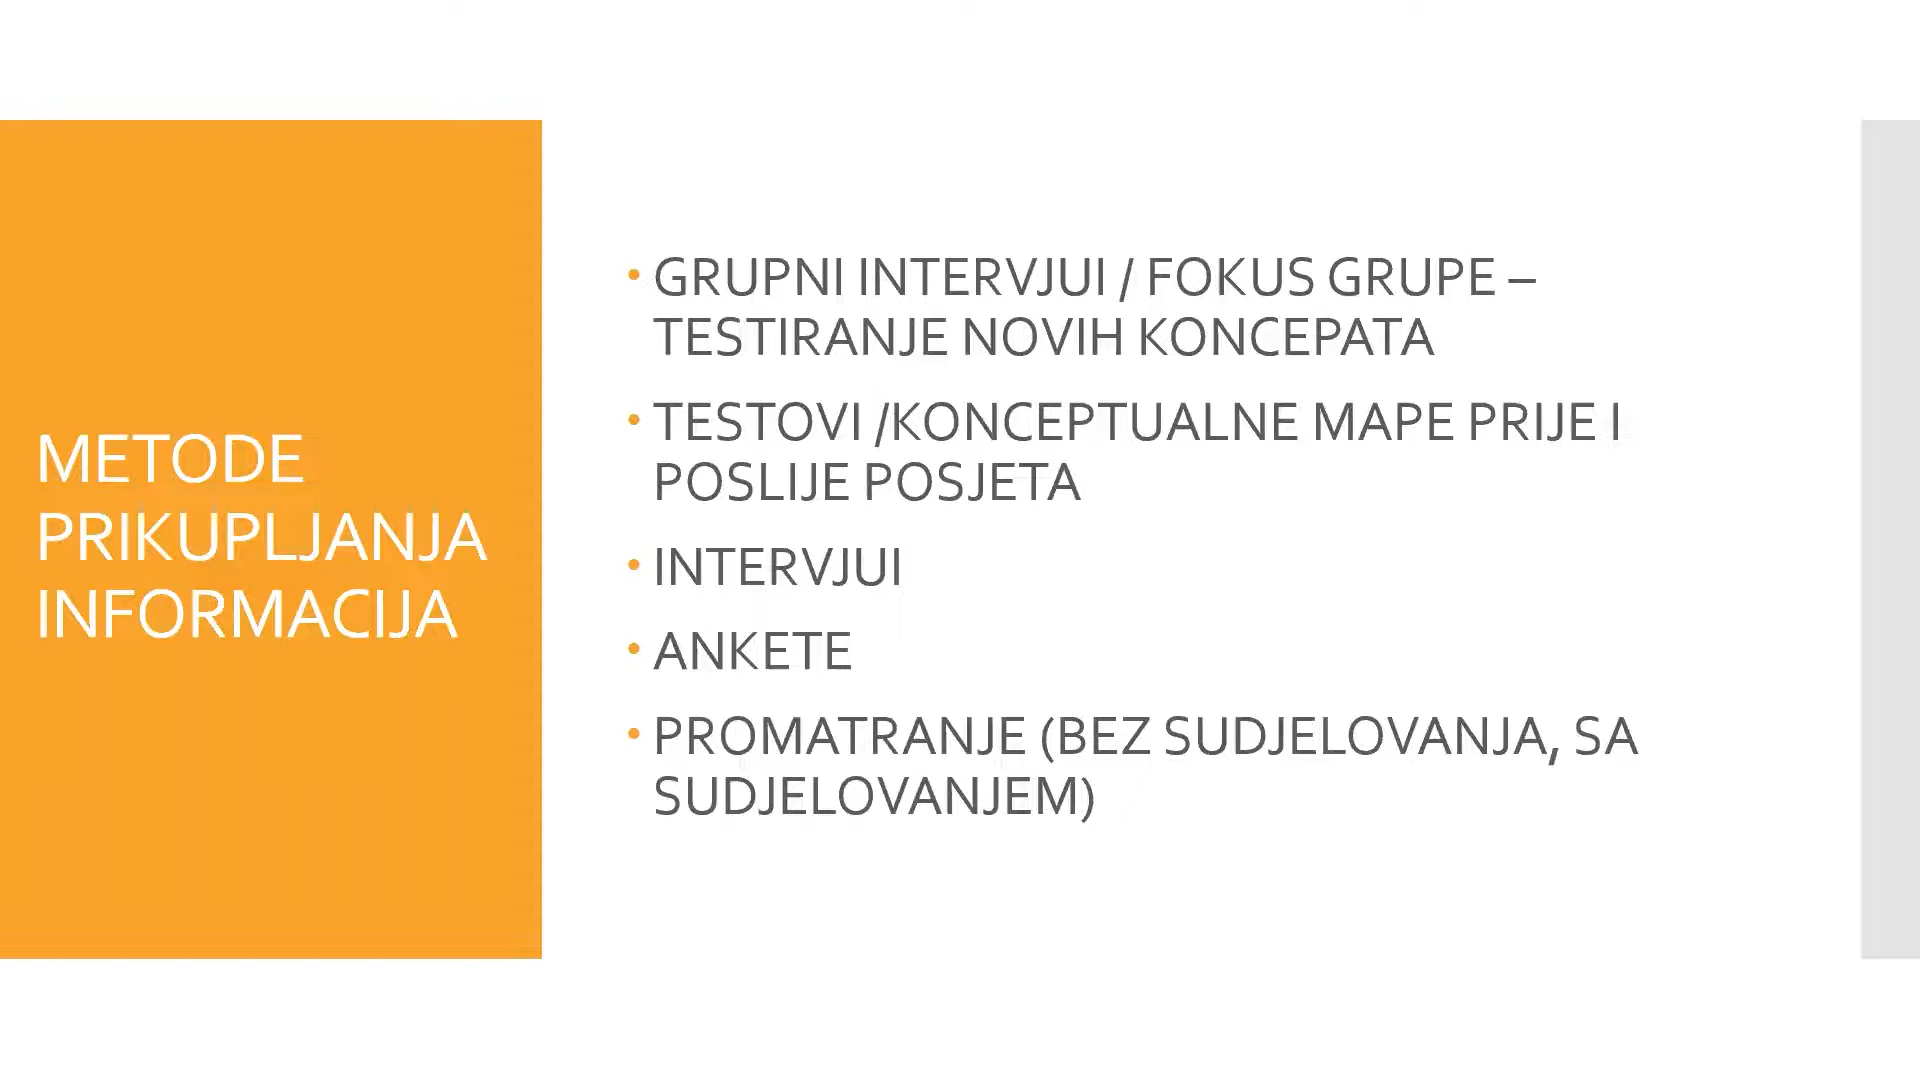 METODE
PRIKUPLJANJA
INFORMACIJA
• GRUPNI INTERVJUI / FOKUS GRUPE –
TESTIRANJE NOVIH KONCEPATA
• TESTOVI /KONCEPTUALNE MAPE PRIJE I
POSLIJE POSJETA
• INTERVJUI
• ANKETE
• PROMATRANJE (BEZ SUDJELOVANJA, SA
SUDJELOVANJEM)